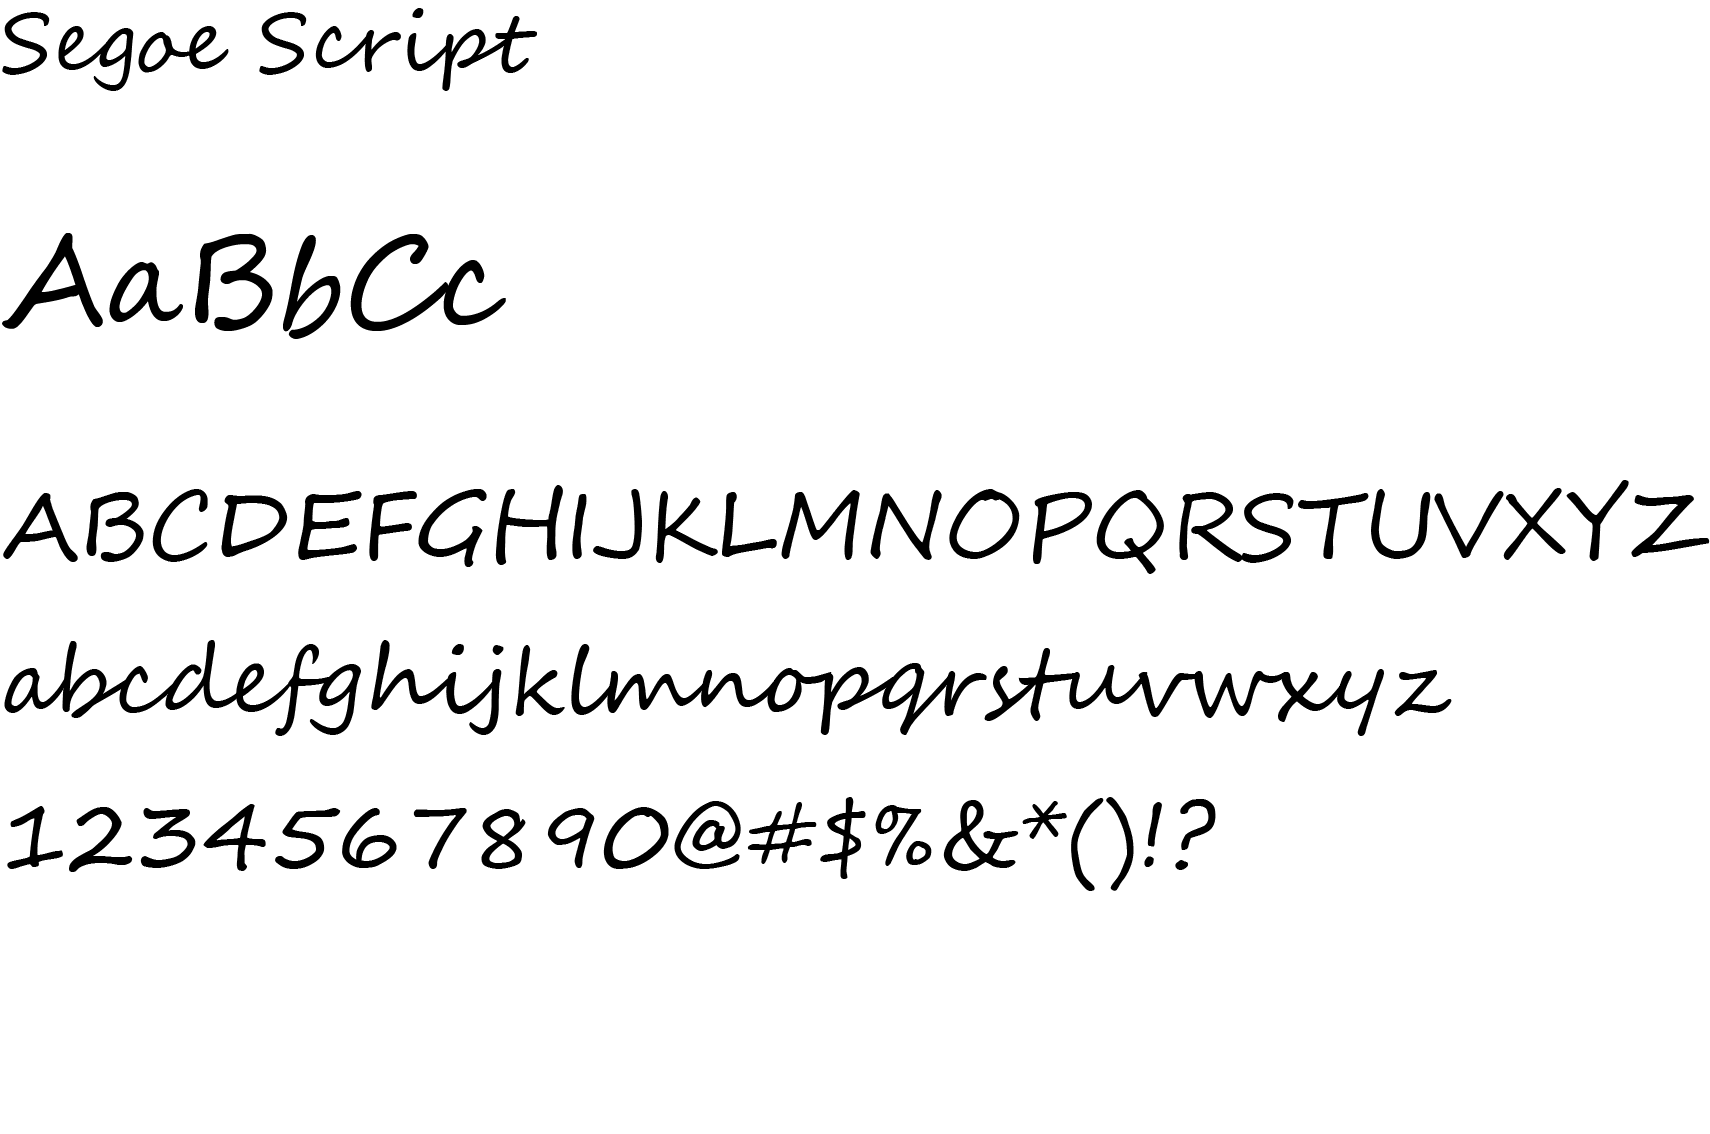 Segoe Script
AaBbCc
ABCDEFGHIJKLMNOPQRSTUVXYZ
abcdefghijklmnopqrstuvwxyz
1234567890@#$%&*()!?